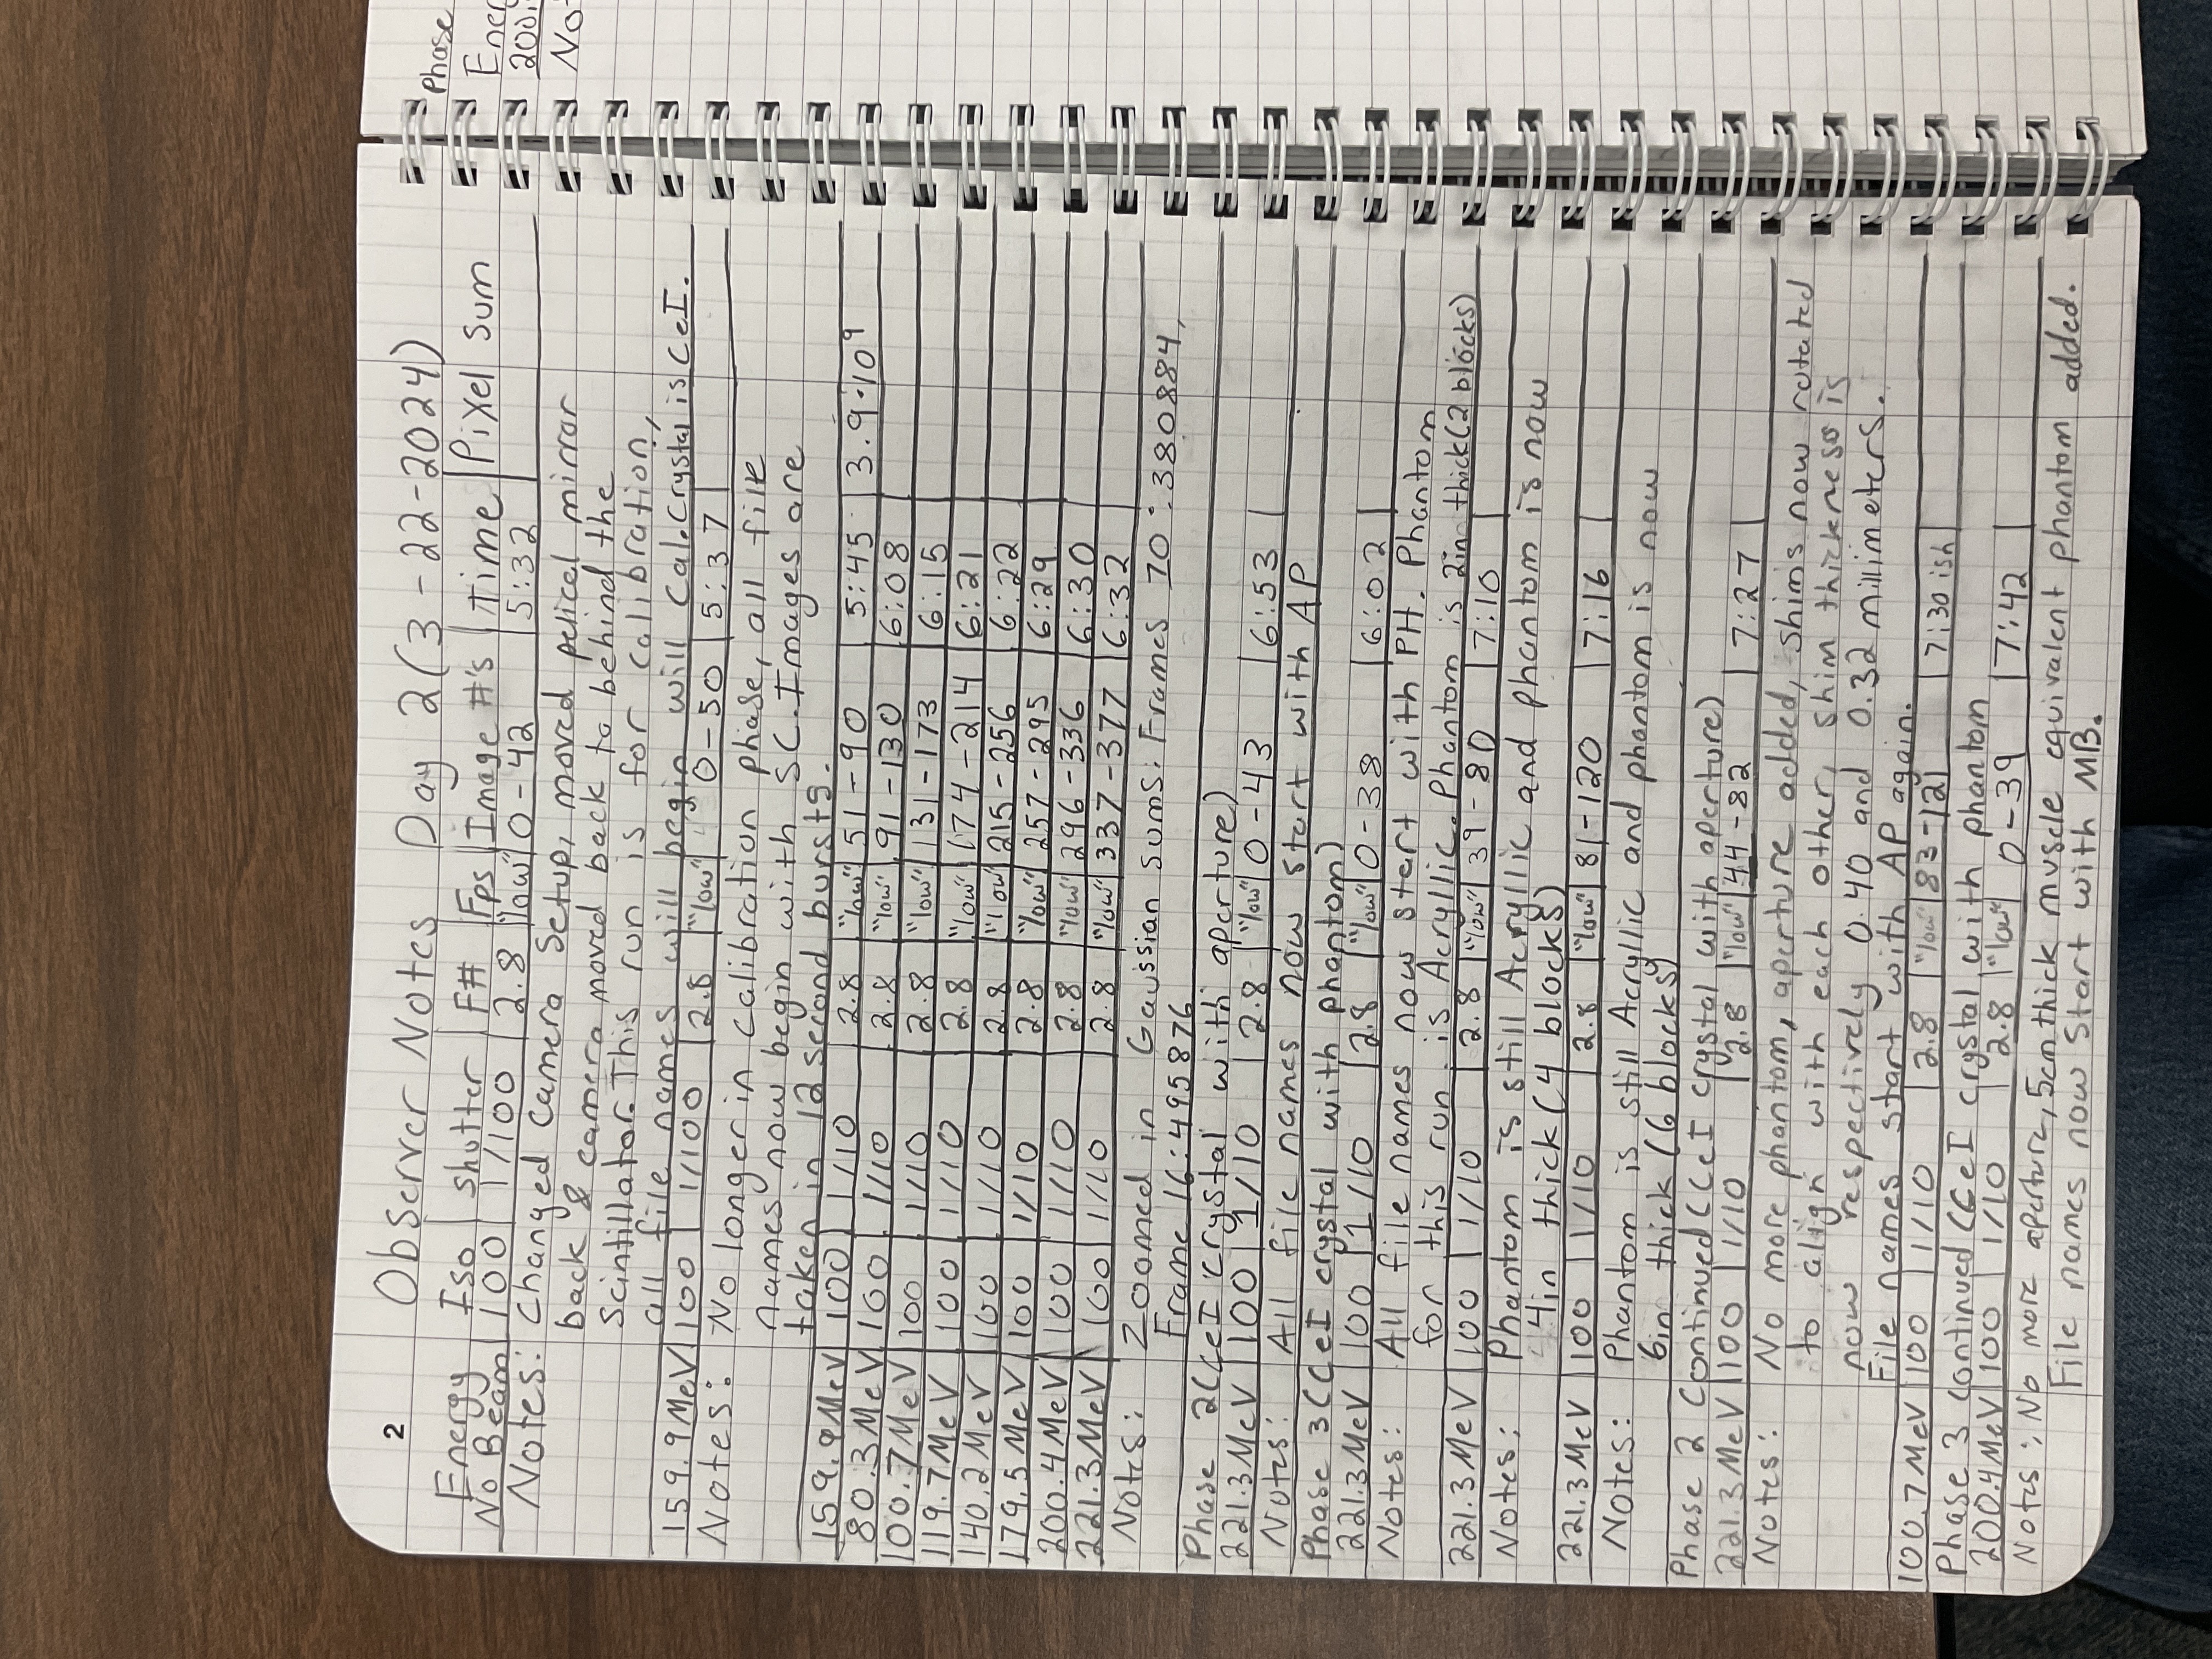 2
Observer Notes Day 2 (3-22-2024)
Energy Iso Shutter F# Fps Image #'s Time Pixel Sum
No Beam 100 1/100 2.8 "low" 0-42 5:32
Notes: Changed Camera Setup, moved pelical mirror
back & camera moved back to behind the
Scintillator. This run is for calibration,
all file names will begin will Cal. Crystal is CeI.
159.9MeV 100 1/100 2.8 "low" 0-50 5:37
Notes: No longer in calibration phase, all file
names now begin with SC. Images are
taken in 12 second bursts.
159.9MeV 100 1/10 2.8 "low" 51-90 5:45 3.9·10⁹
80.3MeV 100 1/10 2.8 "low" 91-130 6:08
100.7MeV 100 1/10 2.8 "low" 131-173 6:15
119.7MeV 100 1/10 2.8 "low" 174-214 6:21
140.2MeV 100 1/10 2.8 "low" 215-256 6:22
179.5MeV 100 1/10 2.8 "low" 257-295 6:29
200.4MeV 100 1/10 2.8 "low" 296-336 6:30
221.3MeV 100 1/10 2.8 "low" 337-377 6:32
Notes: Zoomed in Gaussian sums: Frames 10:380884,
Frame 16:495876
Phase 2(CeI crystal with aperture)
221.3MeV 100 1/10 2.8 "low" 0-43 6:53
Notes: All file names now start with AP
Phase 3(CeI crystal with phantom)
221.3MeV 100 1/10 2.8 "low" 0-38 6:02
Notes: All file names now start with PH. Phantom
for this run is Acryllic. Phantom is 2in thick(2 blocks)
221.3MeV 100 1/10 2.8 "low" 39-80 7:10
Notes: Phantom is still Acryllic and phantom is now
4in thick (4 blocks)
221.3MeV 100 1/10 2.8 "low" 81-120 7:16
Notes: Phantom is still Acryllic and phantom is now
6in thick (6 blocks)
Phase 2 Continued (CeI crystal with aperture)
221.3MeV 100 1/10 2.8 "low" 44-82 7:27
Notes: No more phantom, aperture added, Shims now rotated
to align with each other, shim thickness is
now respectively 0.40 and 0.32 millimeters.
File names start with AP again.
100.7MeV 100 1/10 2.8 "low" 83-121 7:30 ish
Phase 3 Continued (CeI crystal with phantom
200.4MeV 100 1/10 2.8 "low" 0-39 7:42
Notes: No more aperture, 5cm thick muscle equivalent phantom added.
File names now Start with MB.
Phase
Ener
200.
No